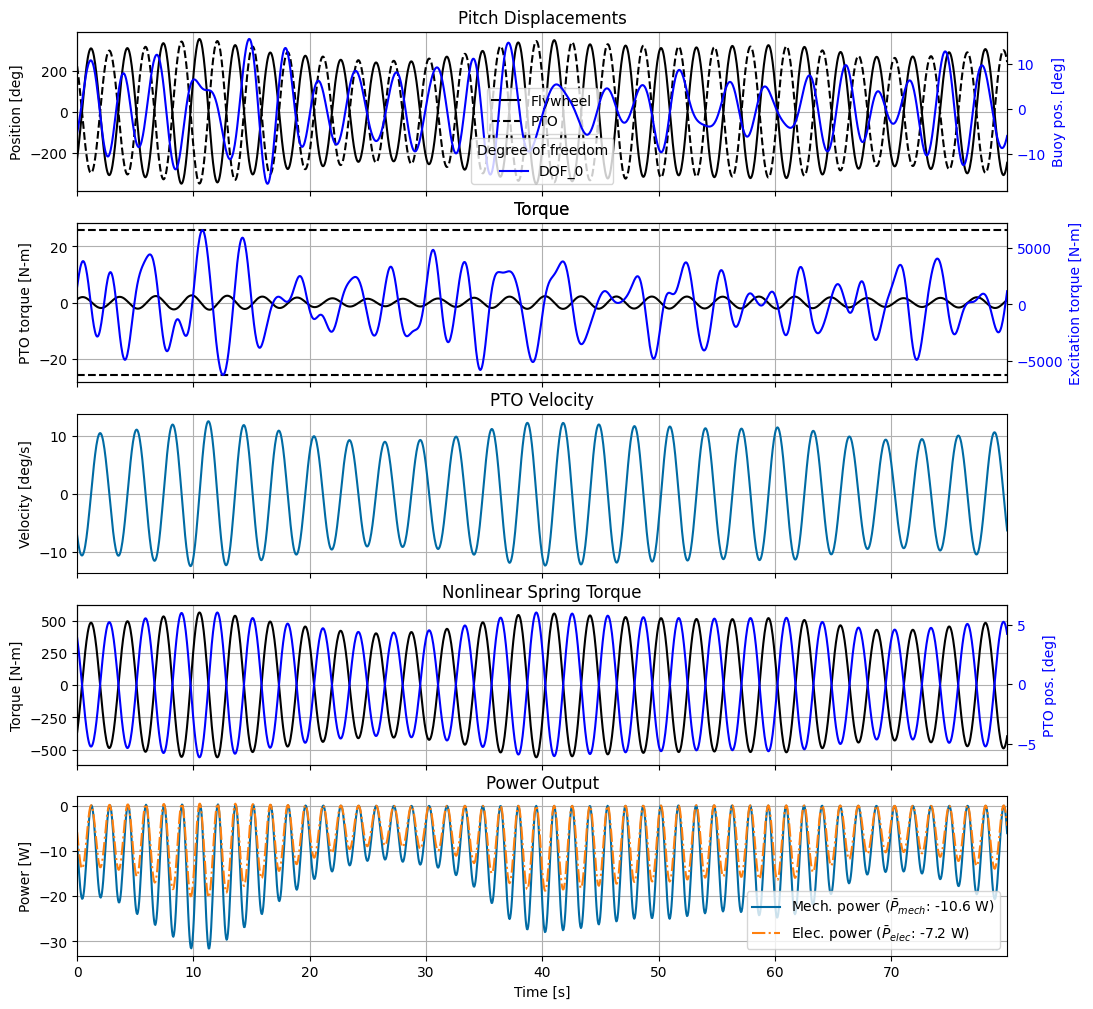 Pitch Displacements
Position [deg]
200
0
−200
10
0
−10
Buoy pos. [deg]
Flywheel
PTO
Degree of freedom
DOF_0
Torque
PTO torque [N-m]
20
0
−20
5000
0
−5000
Excitation torque [N-m]
PTO Velocity
Velocity [deg/s]
10
0
−10
Nonlinear Spring Torque
Torque [N-m]
500
250
0
−250
−500
5
0
−5
PTO pos. [deg]
Power Output
Power [W]
0
−10
−20
−30
Mech. power (P̄mech: -10.6 W)
Elec. power (P̄elec: -7.2 W)
0 10 20 30 40 50 60 70
Time [s]